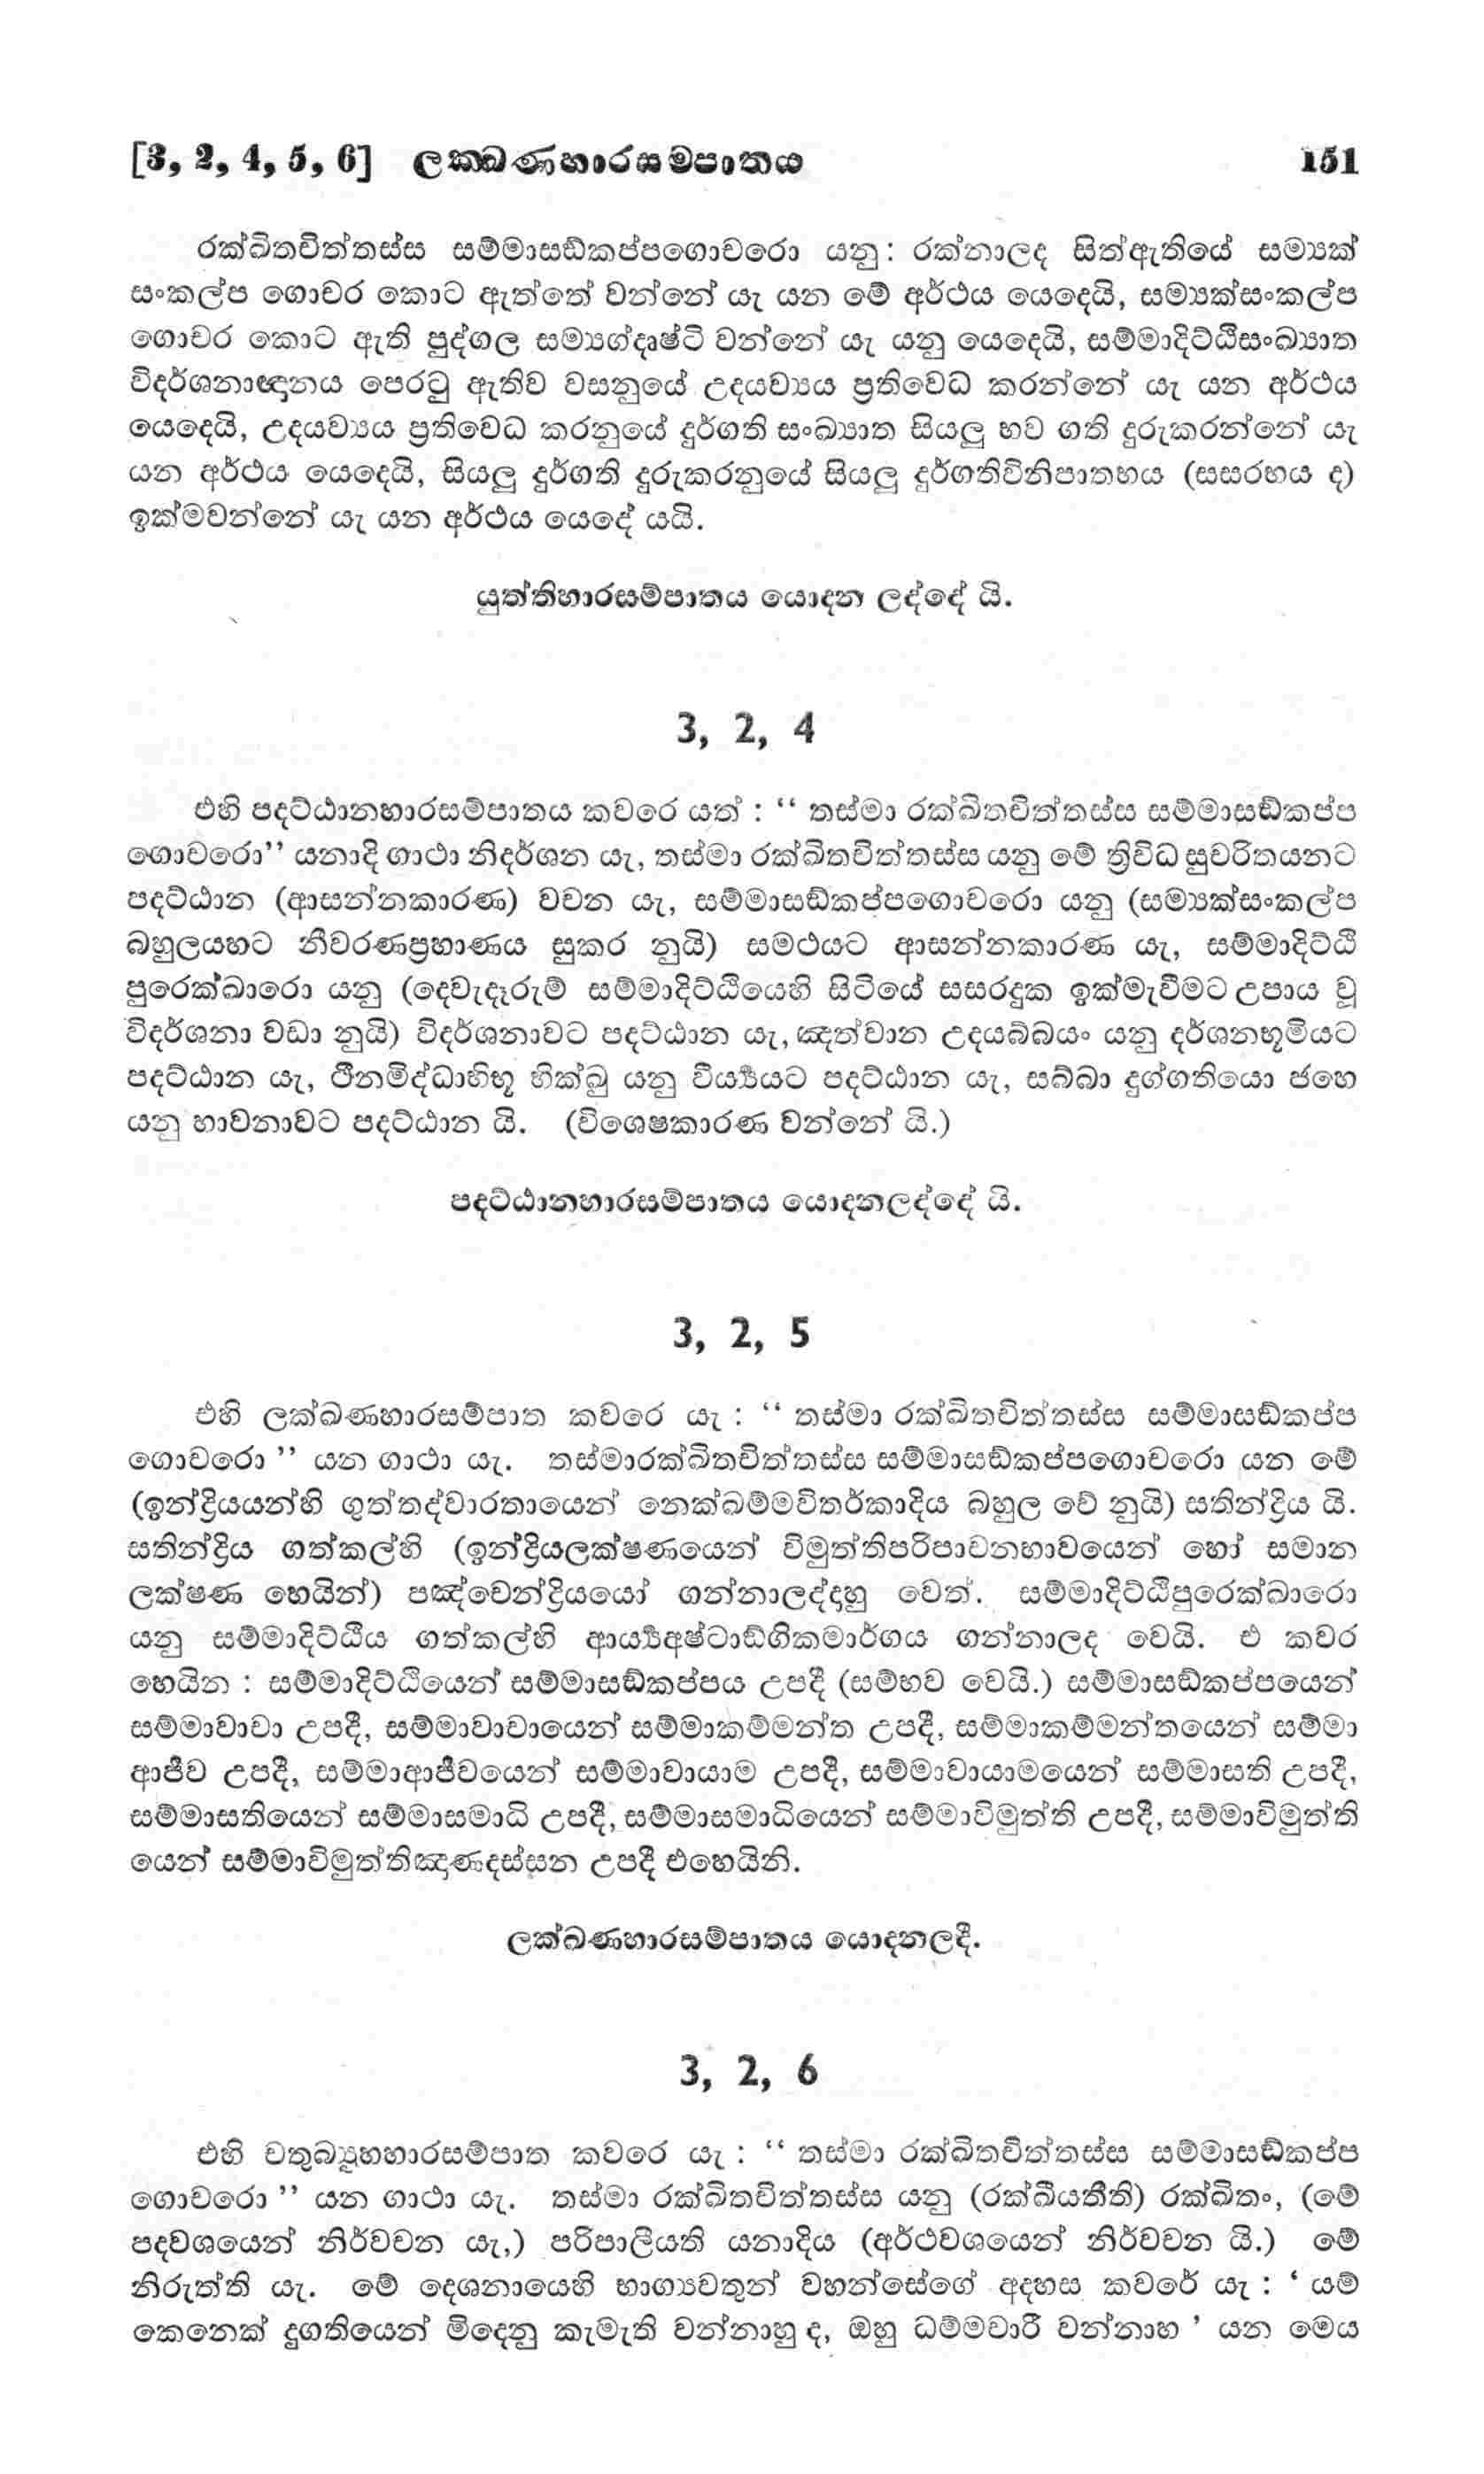 [3, 2, 4, 5, 6] ලක්ඛණහාරසම්පාතය 151
රක්ඛිතචිත්තස්ස සම්මාසඞ්කප්පගොචරො යනු: රක්නාලද සිත්ඇතියේ සම්‍යක්
සංකල්ප ගොචර කොට ඇත්තේ වන්නේ යැ යන මේ අර්ථය යෙදෙයි, සම්‍යක්සංකල්ප
ගොචර කොට ඇති පුද්ගල සම්‍යග්දෘෂ්ටි වන්නේ යැ යනු යෙදෙයි, සම්මාදිට්ඨිසංඛ්‍යාත
විදර්ශනාඥානය පෙරටු ඇතිව වසනුයේ උදයව්‍යය ප්‍රතිවෙධ කරන්නේ යැ යන අර්ථය
යෙදෙයි, උදයව්‍යය ප්‍රතිවෙධ කරනුයේ දුර්ගති සංඛ්‍යාත සියලු භව ගති දුරුකරන්නේ යැ
යන අර්ථය යෙදෙයි, සියලු දුර්ගති දුරුකරනුයේ සියලු දුර්ගතිවිනිපාතභය (සසරභය ද)
ඉක්මවන්නේ යැ යන අර්ථය යෙදේ යයි.
යුත්තිහාරසම්පාතය යොදන ලද්දේ යි.
3, 2, 4
එහි පදට්ඨානහාරසම්පාතය කවරෙ යත් : “ තස්මා රක්ඛිතචිත්තස්ස සම්මාසඞ්කප්ප
ගොචරො’’ යනාදි ගාථා නිදර්ශන යැ, තස්මා රක්ඛිතචිත්තස්ස යනු මේ ත්‍රිවිධ සුචරිතයනට
පදට්ඨාන (ආසන්නකාරණ) වචන යැ, සම්මාසඞ්කප්පගොචරො යනු (සම්‍යක්සංකල්ප
බහුලයහට නීවරණප්‍රහාණය සුකර නුයි) සමථයට ආසන්නකාරණ යැ, සම්මාදිට්ඨි
පුරෙක්ඛාරො යනු (දෙවැදෑරුම් සම්මාදිට්ඨියෙහි සිටියේ සසරදුක ඉක්මැවීමට උපාය වූ
විදර්ශනා වඩා නුයි) විදර්ශනාවට පදට්ඨාන යැ, ඤත්වාන උදයබ්බයං යනු දර්ශනභූමියට
පදට්ඨාන යැ, ථීනමිද්ධාභිභූ භික්ඛු යනු වීර්‍ය්‍යයට පදට්ඨාන යැ, සබ්බා දුග්ගතියො ජහෙ
යනු භාවනාවට පදට්ඨාන යි. (විශෙෂකාරණ වන්නේ යි.)
පදට්ඨානහාරසම්පාතය යොදනලද්දේ යි.
3, 2, 5
එහි ලක්ඛණහාරසම්පාත කවරෙ යැ : “ තස්මා රක්ඛිතචිත්තස්ස සම්මාසඞ්කප්ප
ගොචරො ’’ යන ගාථා යැ. තස්මාරක්ඛිතචිත්තස්ස සම්මාසඞ්කප්පගොචරො යන මේ
(ඉන්ද්‍රියයන්හි ගුත්තද්වාරතායෙන් නෙක්ඛම්මවිතර්කාදිය බහුල වේ නුයි) සතින්ද්‍රිය යි.
සතින්ද්‍රිය ගත්කල්හි (ඉන්ද්‍රියලක්ෂණයෙන් විමුත්තිපරිපාචනභාවයෙන් හෝ සමාන
ලක්ෂණ හෙයින්) පඤ්චෙන්ද්‍රියයෝ ගන්නාලද්දාහු වෙත්. සම්මාදිට්ඨිපුරෙක්ඛාරො
යනු සම්මාදිට්ඨිය ගත්කල්හි ආර්‍ය්‍යඅෂ්ටාඞ්ගිකමාර්ගය ගන්නාලද වෙයි. එ කවර
හෙයින : සම්මාදිට්ඨියෙන් සම්මාසඞ්කප්පය උපදී (සම්භව වෙයි.) සම්මාසඞ්කප්පයෙන්
සම්මාවාචා උපදී, සම්මාවාචායෙන් සම්මාකම්මන්ත උපදී, සම්මාකම්මන්තයෙන් සම්මා
ආජීව උපදී, සම්මාආජීවයෙන් සම්මාවායාම උපදී, සම්මාවායාමයෙන් සම්මාසති උපදී,
සම්මාසතියෙන් සම්මාසමාධි උපදී, සම්මාසමාධියෙන් සම්මාවිමුත්ති උපදී, සම්මාවිමුත්ති
යෙන් සම්මාවිමුත්තිඤාණදස්සන උපදී එහෙයිනි.
ලක්ඛණහාරසම්පාතය යොදනලදී.
3, 2, 6
එහි චතුබ්‍යූහහාරසම්පාත කවරෙ යැ : “ තස්මා රක්ඛිතචිත්තස්ස සම්මාසඞ්කප්ප
ගොචරො ’’ යන ගාථා යැ. තස්මා රක්ඛිතචිත්තස්ස යනු (රක්ඛීයතීති) රක්ඛිතං, (මේ
පදවශයෙන් නිර්වචන යැ,) පරිපාලීයති යනාදිය (අර්ථවශයෙන් නිර්වචන යි.) මේ
නිරුත්ති යැ. මේ දෙශනායෙහි භාග්‍යවතුන් වහන්සේගේ අදහස කවරේ යැ : ‘ යම්
කෙනෙක් දුගතියෙන් මිදෙනු කැමැති වන්නාහු ද, ඔහු ධම්මචාරී වන්නාහ ’ යන මෙය